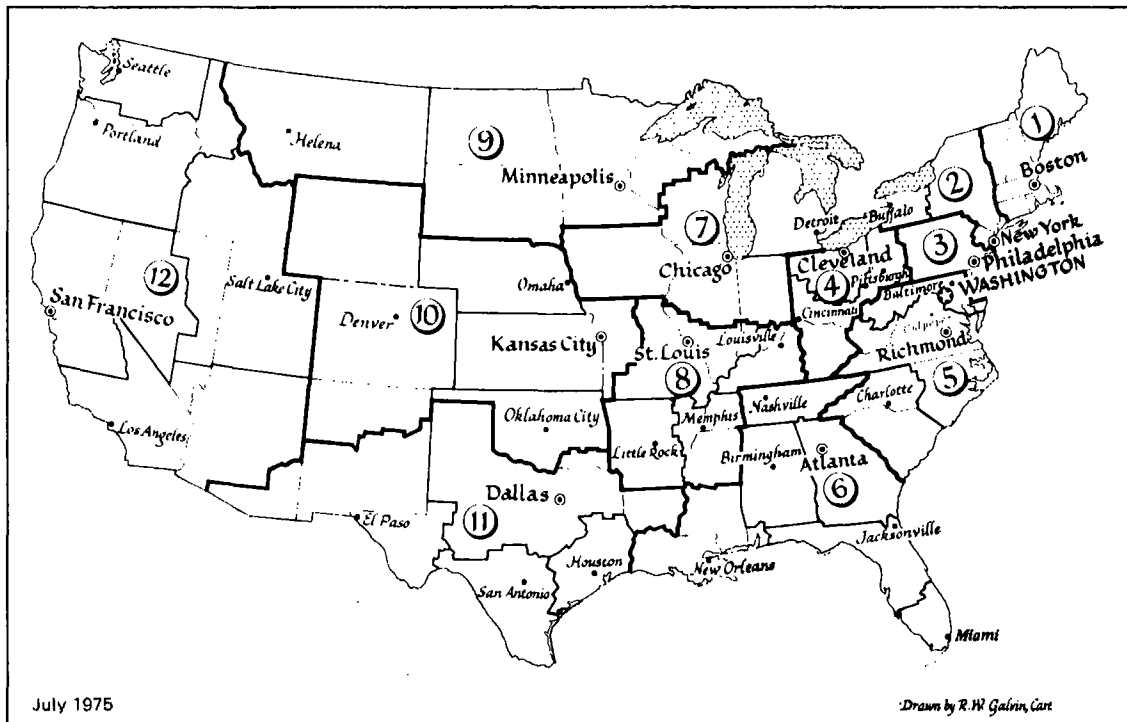 Seattle
Portland
Helena
9
1
Minneapolis
Boston
2
Buffalo
Detroit
7
New York
3
Philadelphia
Cleveland
Chicago
Pittsburgh
WASHINGTON
4
Baltimore
12
Salt Lake City
Omaha
Cincinnati
San Francisco
Denver
10
Culpeper
Kansas City
St. Louis
Louisville
Richmond
8
5
Charlotte
Nashville
Oklahoma City
Memphis
Los Angeles
Little Rock
Birmingham
Atlanta
6
Dallas
11
El Paso
Jacksonville
Houston
New Orleans
San Antonio
Miami
July 1975
Drawn by R.W. Galvin, Cart